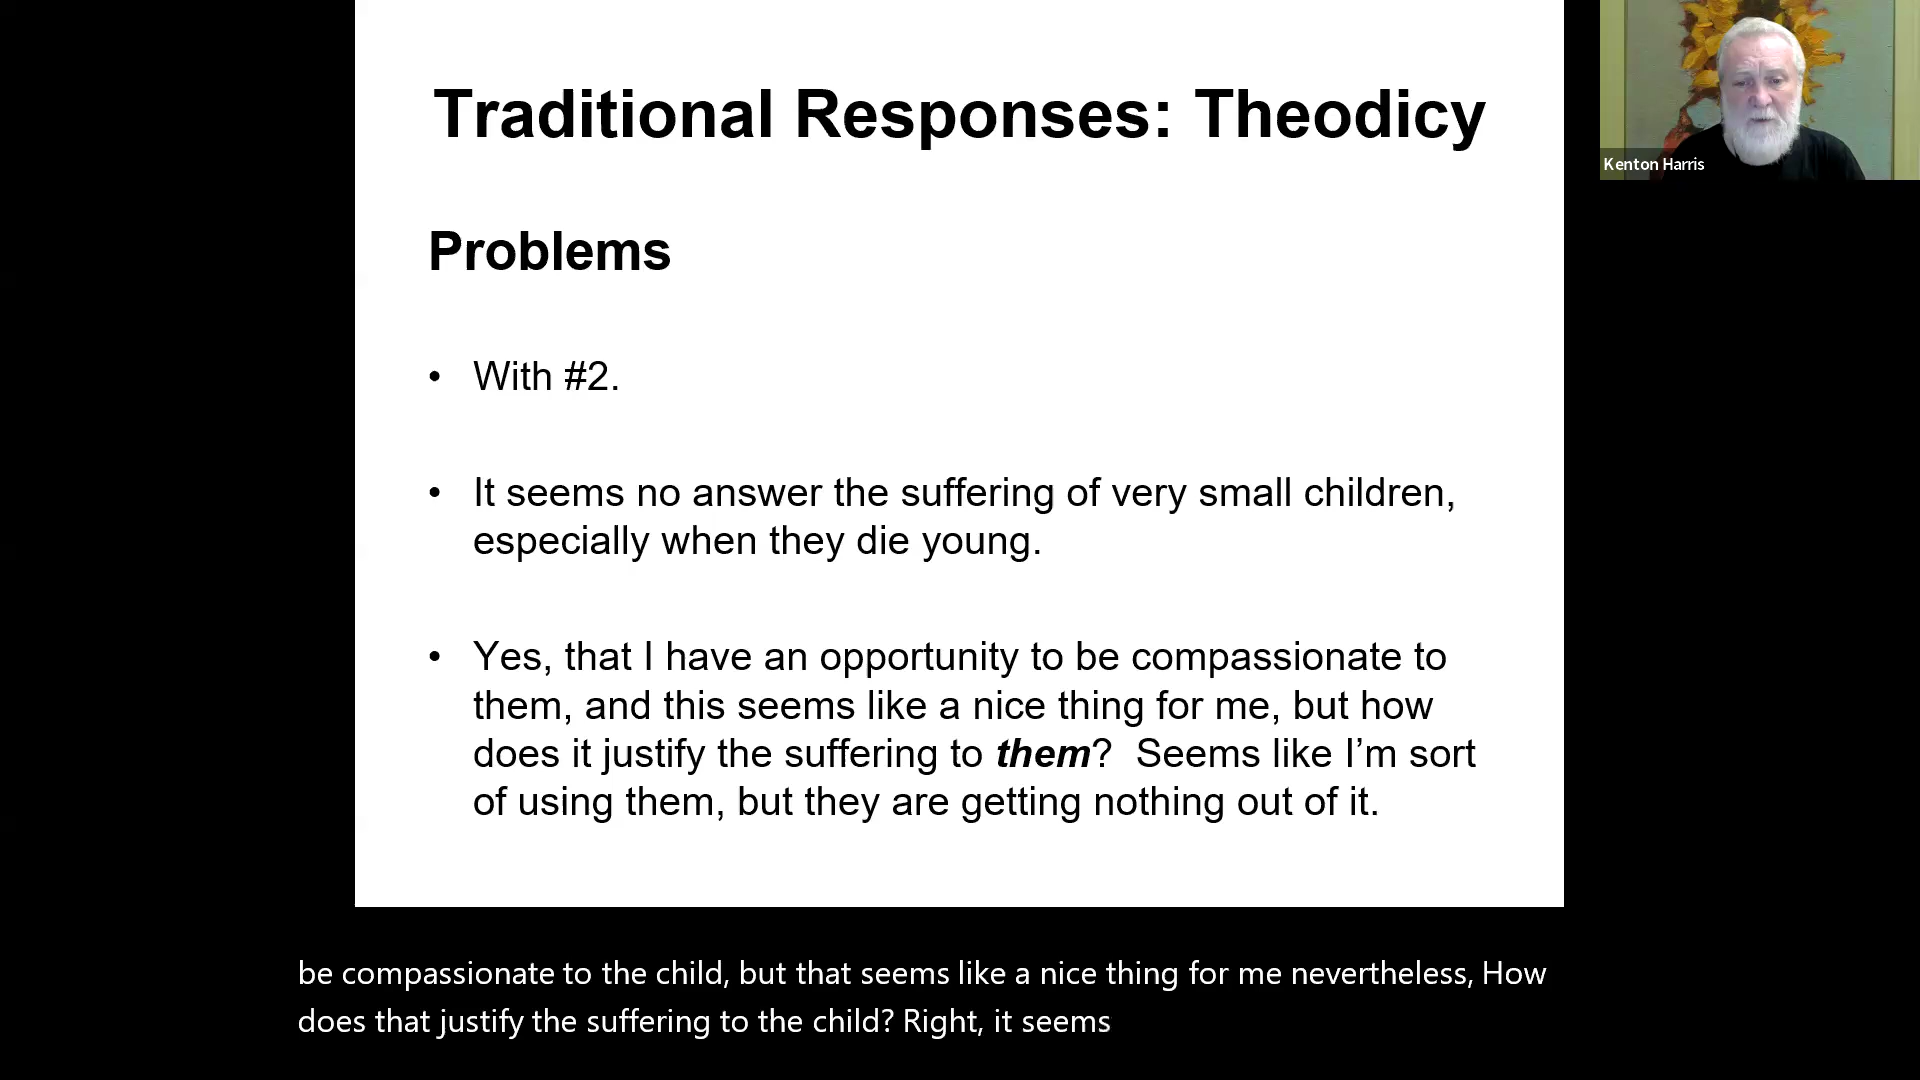 Traditional Responses: Theodicy
Kenton Harris
Problems
• With #2.
• It seems no answer the suffering of very small children,
especially when they die young.
• Yes, that I have an opportunity to be compassionate to
them, and this seems like a nice thing for me, but how
does it justify the suffering to them? Seems like I’m sort
of using them, but they are getting nothing out of it.
be compassionate to the child, but that seems like a nice thing for me nevertheless, How
does that justify the suffering to the child? Right, it seems